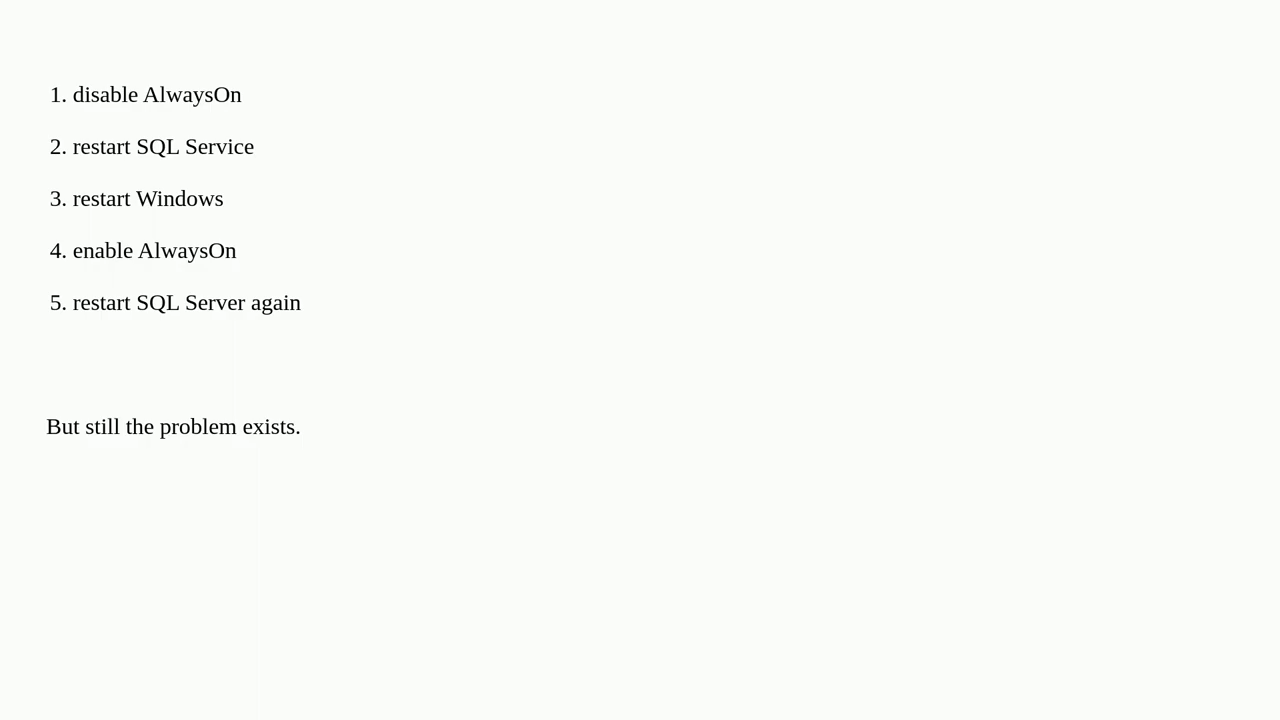 1. disable AlwaysOn
2. restart SQL Service
3. restart Windows
4. enable AlwaysOn
5. restart SQL Server again
But still the problem exists.